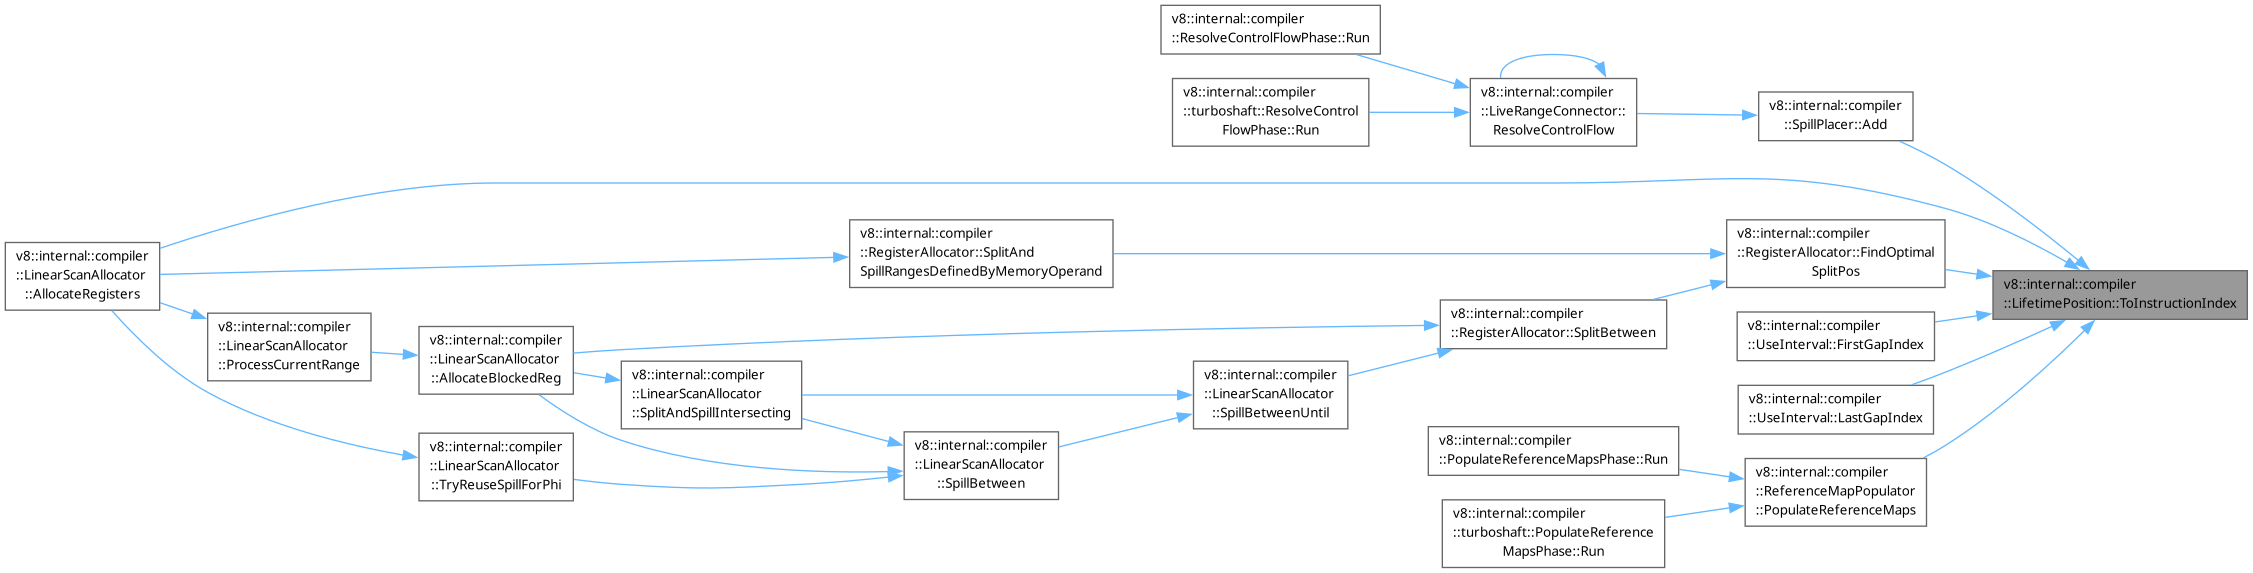 v8::internal::compiler
::ResolveControlFlowPhase::Run
v8::internal::compiler
::turboshaft::ResolveControl
FlowPhase::Run
v8::internal::compiler
::LiveRangeConnector::
ResolveControlFlow
v8::internal::compiler
::SpillPlacer::Add
v8::internal::compiler
::LinearScanAllocator
::AllocateRegisters
v8::internal::compiler
::RegisterAllocator::SplitAnd
SpillRangesDefinedByMemoryOperand
v8::internal::compiler
::RegisterAllocator::FindOptimal
SplitPos
v8::internal::compiler
::LifetimePosition::ToInstructionIndex
v8::internal::compiler
::LinearScanAllocator
::ProcessCurrentRange
v8::internal::compiler
::LinearScanAllocator
::AllocateBlockedReg
v8::internal::compiler
::RegisterAllocator::SplitBetween
v8::internal::compiler
::UseInterval::FirstGapIndex
v8::internal::compiler
::LinearScanAllocator
::SplitAndSpillIntersecting
v8::internal::compiler
::LinearScanAllocator
::SpillBetweenUntil
v8::internal::compiler
::UseInterval::LastGapIndex
v8::internal::compiler
::LinearScanAllocator
::TryReuseSpillForPhi
v8::internal::compiler
::LinearScanAllocator
::SpillBetween
v8::internal::compiler
::PopulateReferenceMapsPhase::Run
v8::internal::compiler
::ReferenceMapPopulator
::PopulateReferenceMaps
v8::internal::compiler
::turboshaft::PopulateReference
MapsPhase::Run